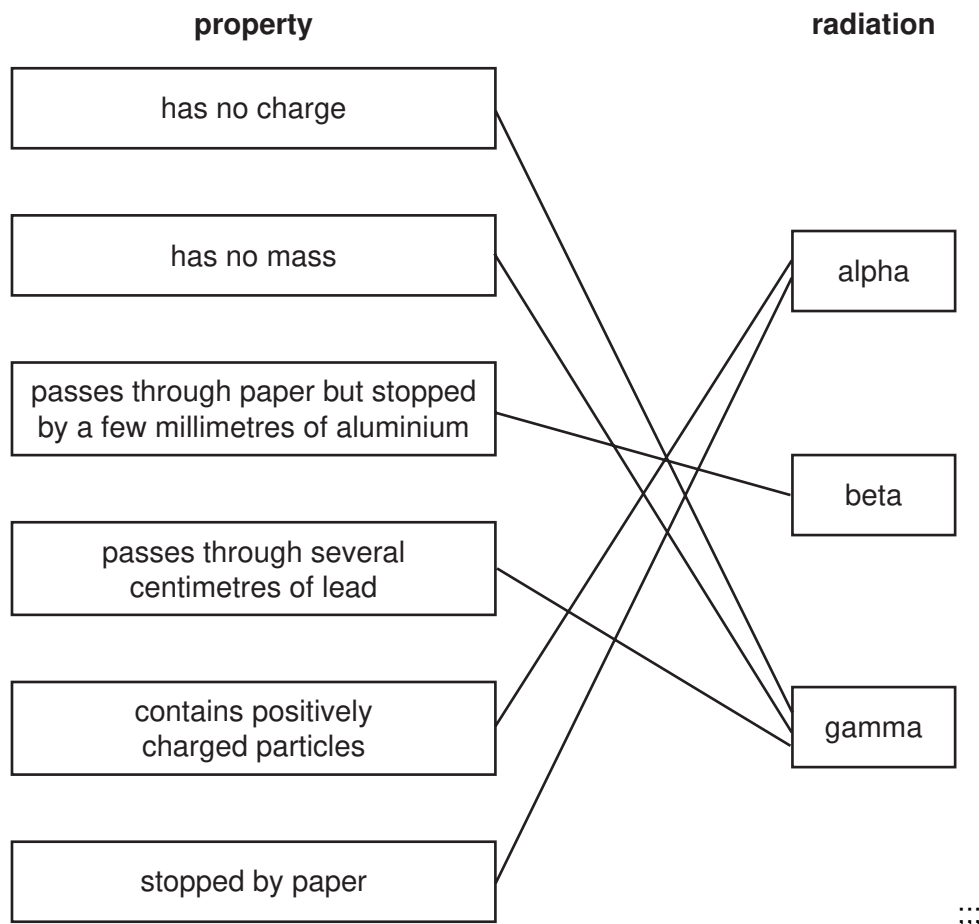 property
radiation
has no charge
has no mass
alpha
passes through paper but stopped
by a few millimetres of aluminium
beta
passes through several
centimetres of lead
contains positively
charged particles
gamma
stopped by paper